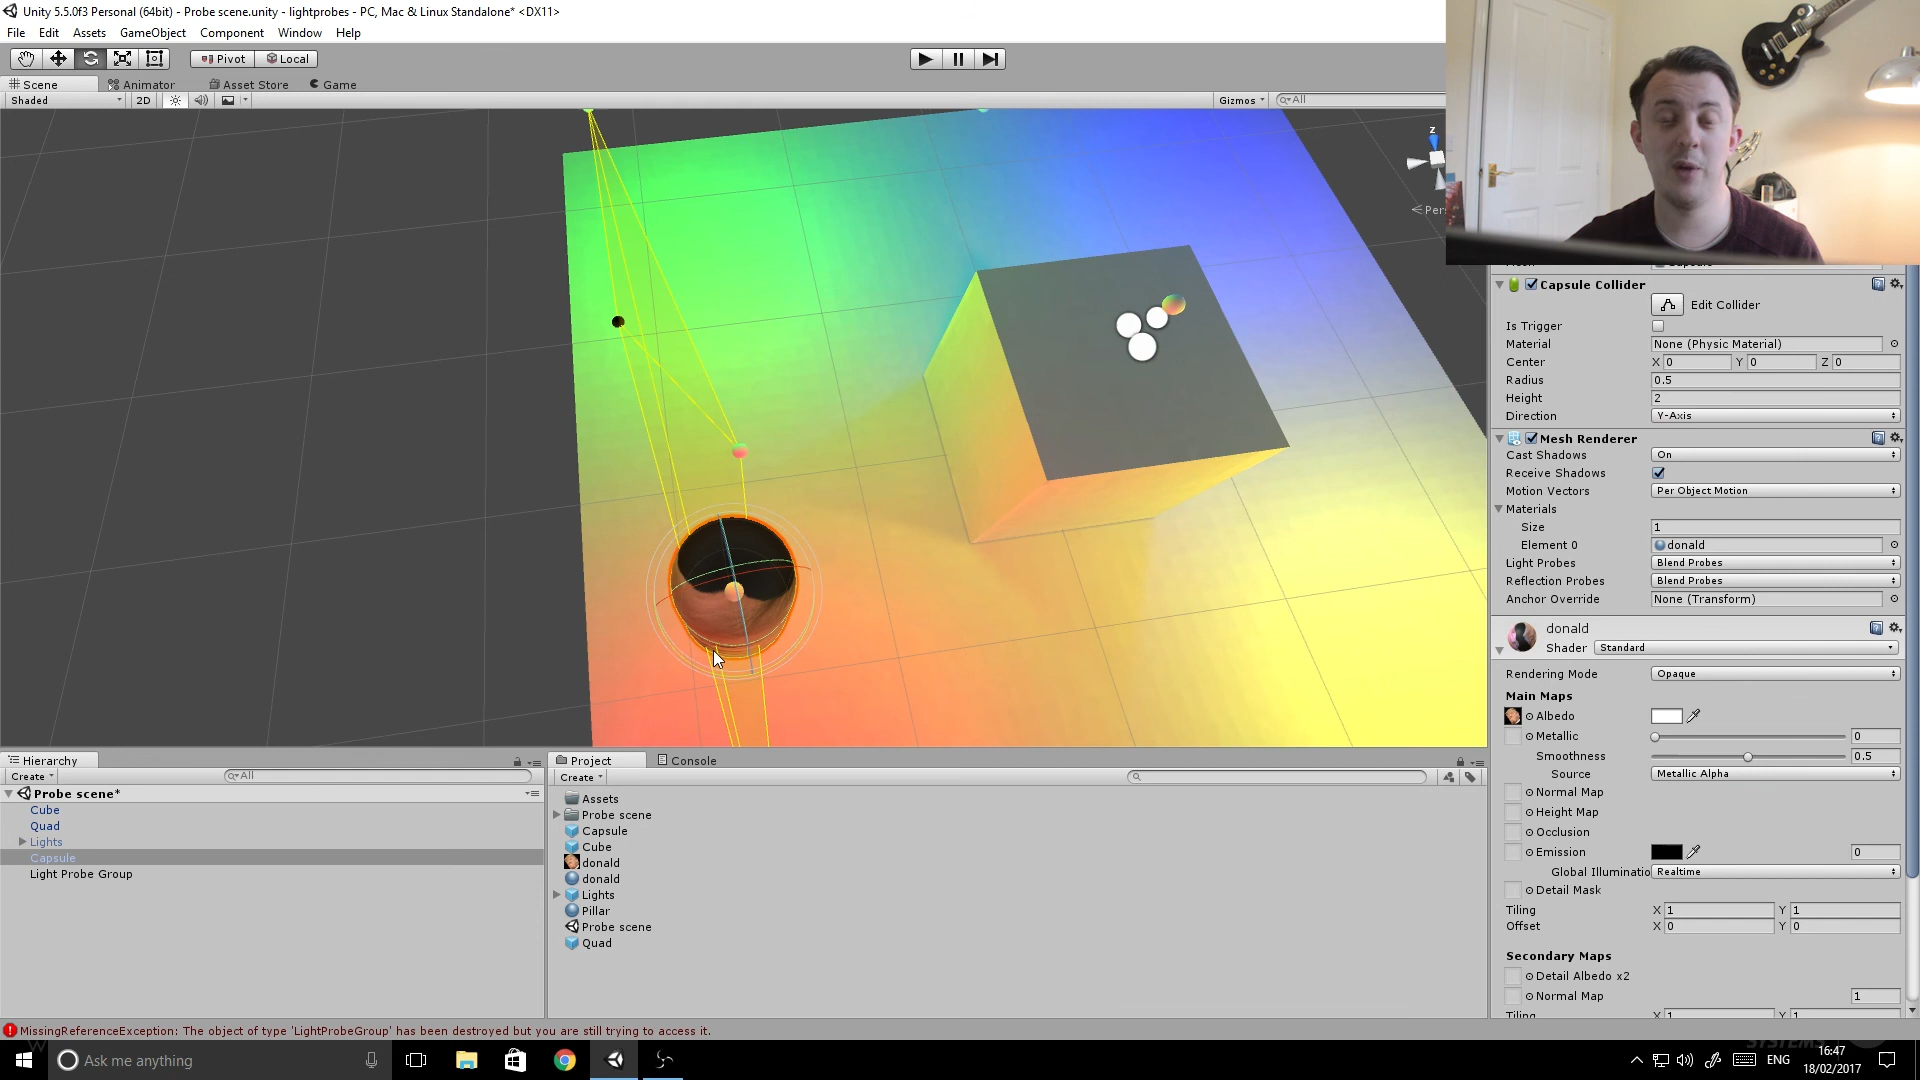 Unity 5.5.0f3 Personal (64bit) - Probe scene.unity - lightprobes - PC, Mac & Linux Standalone* <DX11>
File Edit Assets GameObject Component Window Help
Pivot Local
Scene Animator Asset Store Game
Shaded 2D Gizmos All
Z
Capsule Collider
Edit Collider
Is Trigger
Material None (Physic Material)
Center X 0 Y 0 Z 0
Radius 0.5
Height 2
Direction Y-Axis
Mesh Renderer
Cast Shadows On
Receive Shadows
Motion Vectors Per Object Motion
Materials
Size 1
Element 0 donald
Light Probes Blend Probes
Reflection Probes Blend Probes
Anchor Override None (Transform)
donald
Shader Standard
Rendering Mode Opaque
Main Maps
Albedo
Metallic 0
Smoothness 0.5
Source Metallic Alpha
Normal Map
Height Map
Occlusion
Emission 0
Global Illuminatio Realtime
Detail Mask
Tiling X 1 Y 1
Offset X 0 Y 0
Secondary Maps
Detail Albedo x2
Normal Map 1
Tiling X 1 Y 1
Hierarchy
Create All
Probe scene*
Cube
Quad
Lights
Capsule
Light Probe Group
Project Console
Create
Assets
Probe scene
Capsule
Cube
donald
donald
Lights
Pillar
Probe scene
Quad
MissingReferenceException: The object of type 'LightProbeGroup' has been destroyed but you are still trying to access it.
Ask me anything
ENG
16:47
18/02/2017